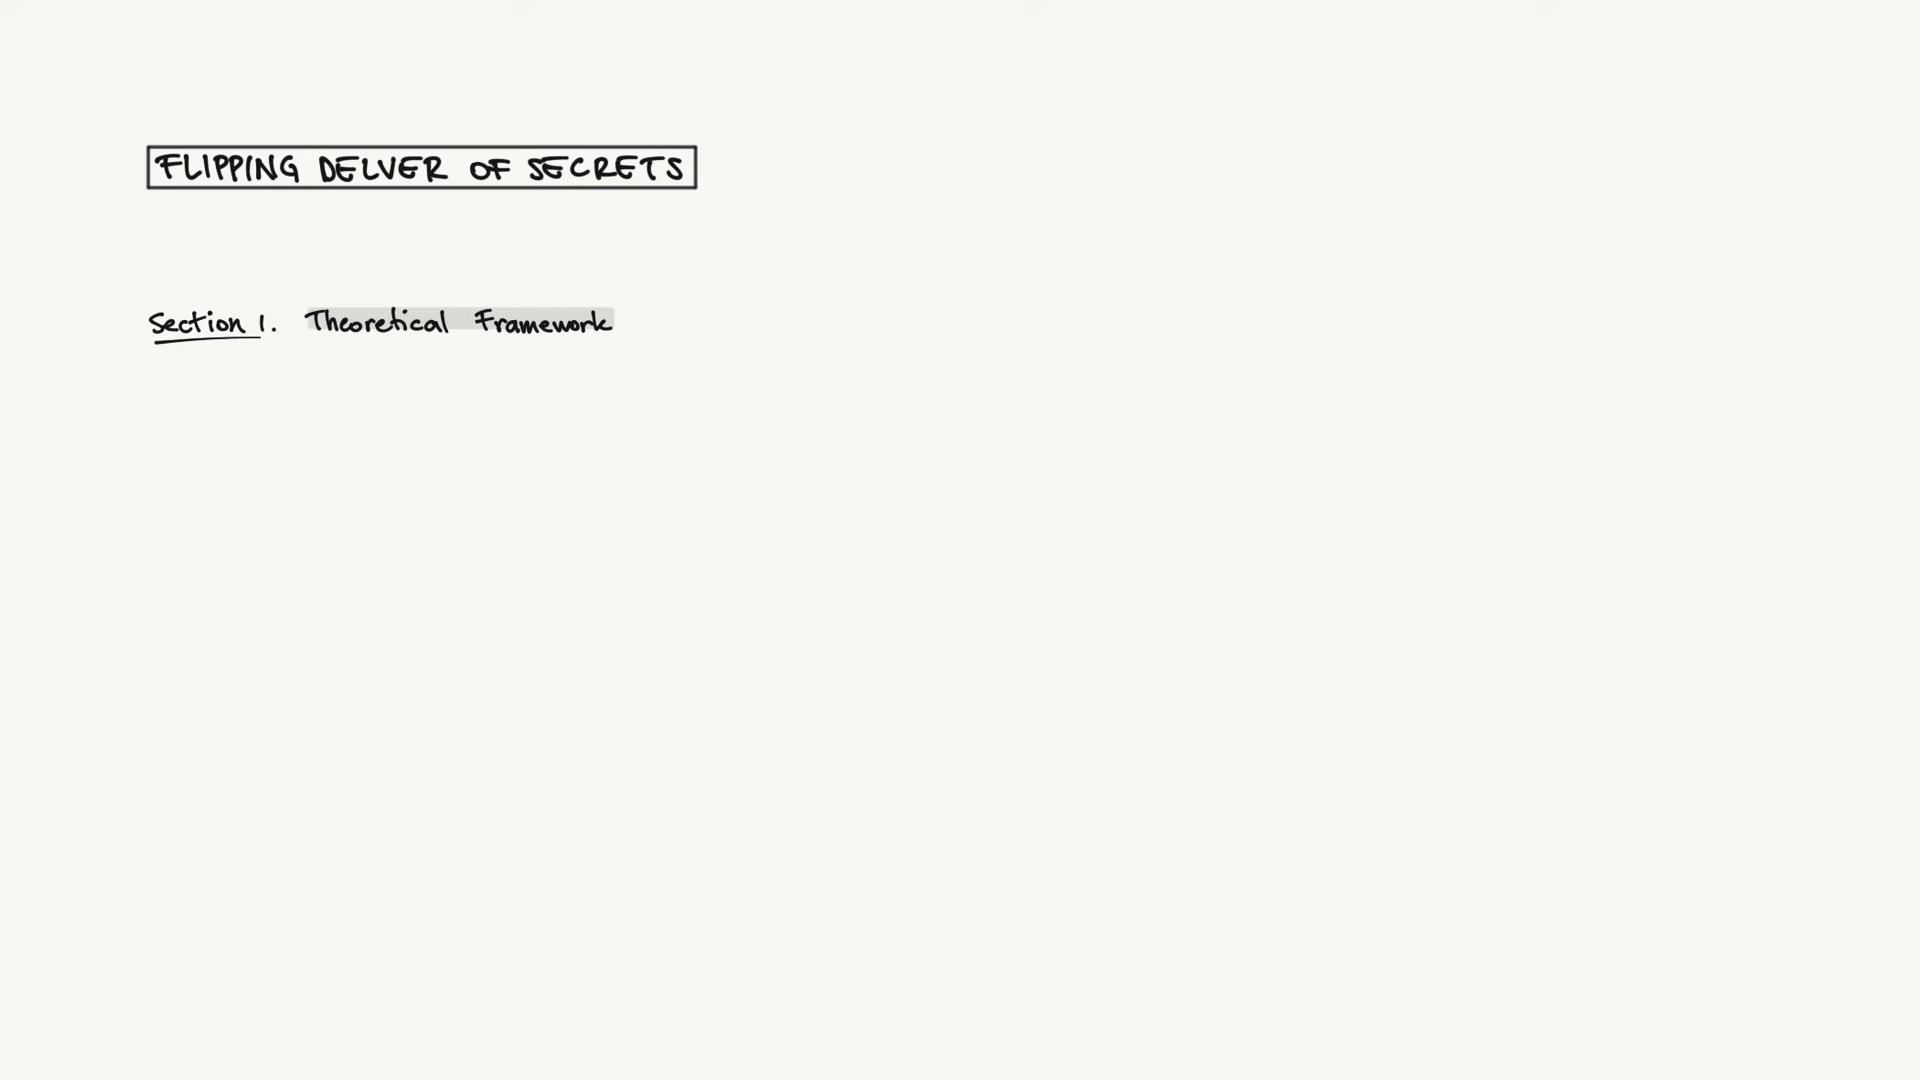 FLIPPING DELVER OF SECRETS
Section 1. Theoretical Framework